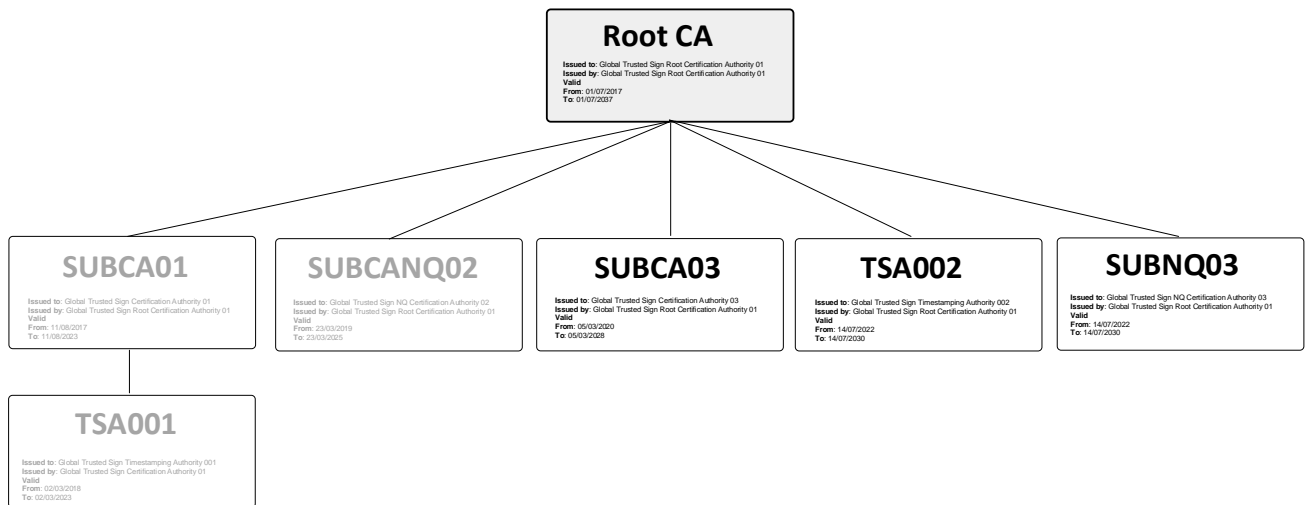 Root CA
Issued to: Global Trusted Sign Root Certification Authority 01
Issued by: Global Trusted Sign Root Certification Authority 01
Valid
From: 01/07/2017
To: 01/07/2037
SUBCA01
Issued to: Global Trusted Sign Certification Authority 01
Issued by: Global Trusted Sign Root Certification Authority 01
Valid
From: 11/08/2017
To: 11/08/2023
SUBCANQ02
Issued to: Global Trusted Sign NQ Certification Authority 02
Issued by: Global Trusted Sign Root Certification Authority 01
Valid
From: 23/03/2019
To: 23/03/2025
SUBCA03
Issued to: Global Trusted Sign Certification Authority 03
Issued by: Global Trusted Sign Root Certification Authority 01
Valid
From: 05/03/2020
To: 05/03/2028
TSA002
Issued to: Global Trusted Sign Timestamping Authority 002
Issued by: Global Trusted Sign Root Certification Authority 01
Valid
From: 14/07/2022
To: 14/07/2030
SUBNQ03
Issued to: Global Trusted Sign NQ Certification Authority 03
Issued by: Global Trusted Sign Root Certification Authority 01
Valid
From: 14/07/2022
To: 14/07/2030
TSA001
Issued to: Global Trusted Sign Timestamping Authority 001
Issued by: Global Trusted Sign Certification Authority 01
Valid
From: 02/03/2018
To: 02/03/2023